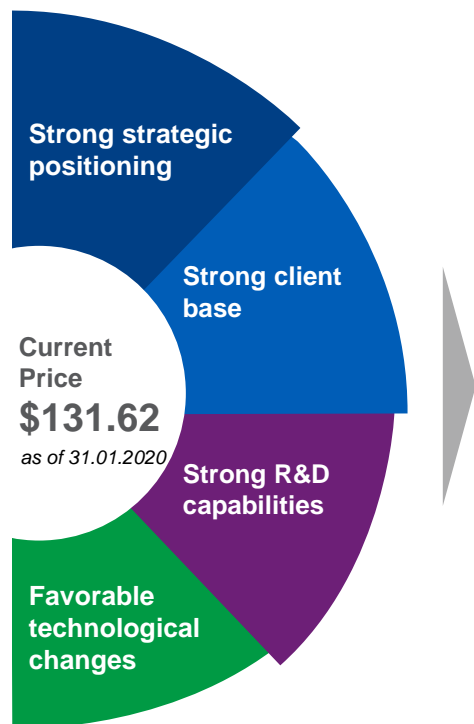 Strong strategic
positioning
Strong client
base
Current
Price
$131.62
as of 31.01.2020
Strong R&D
capabilities
Favorable
technological
changes